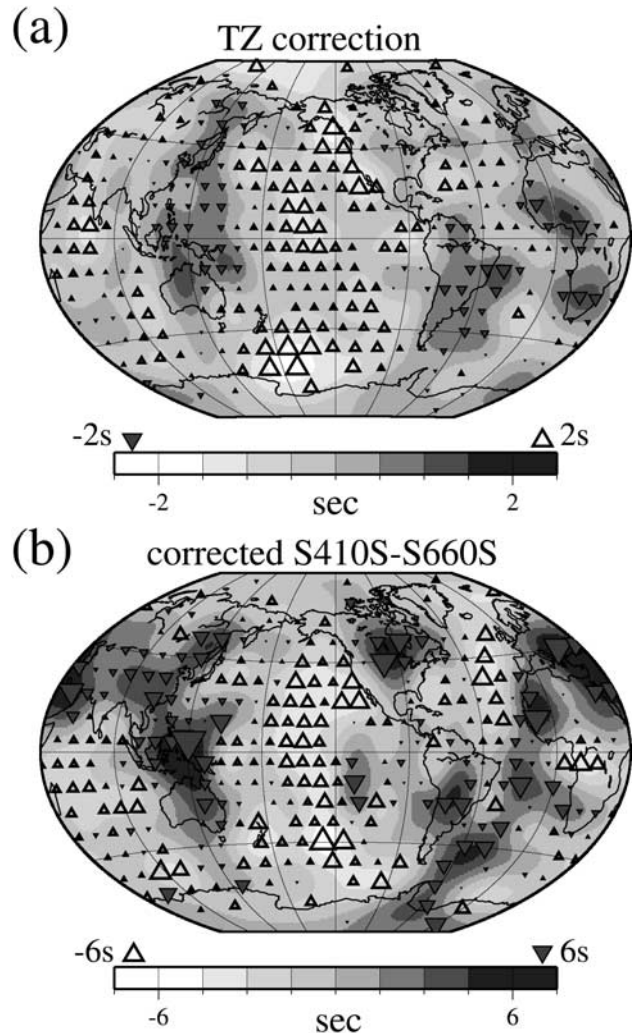 (a)
TZ correction
-2s 2s
-2 2
sec
(b)
corrected S410S-S660S
-6s 6s
-6 6
sec